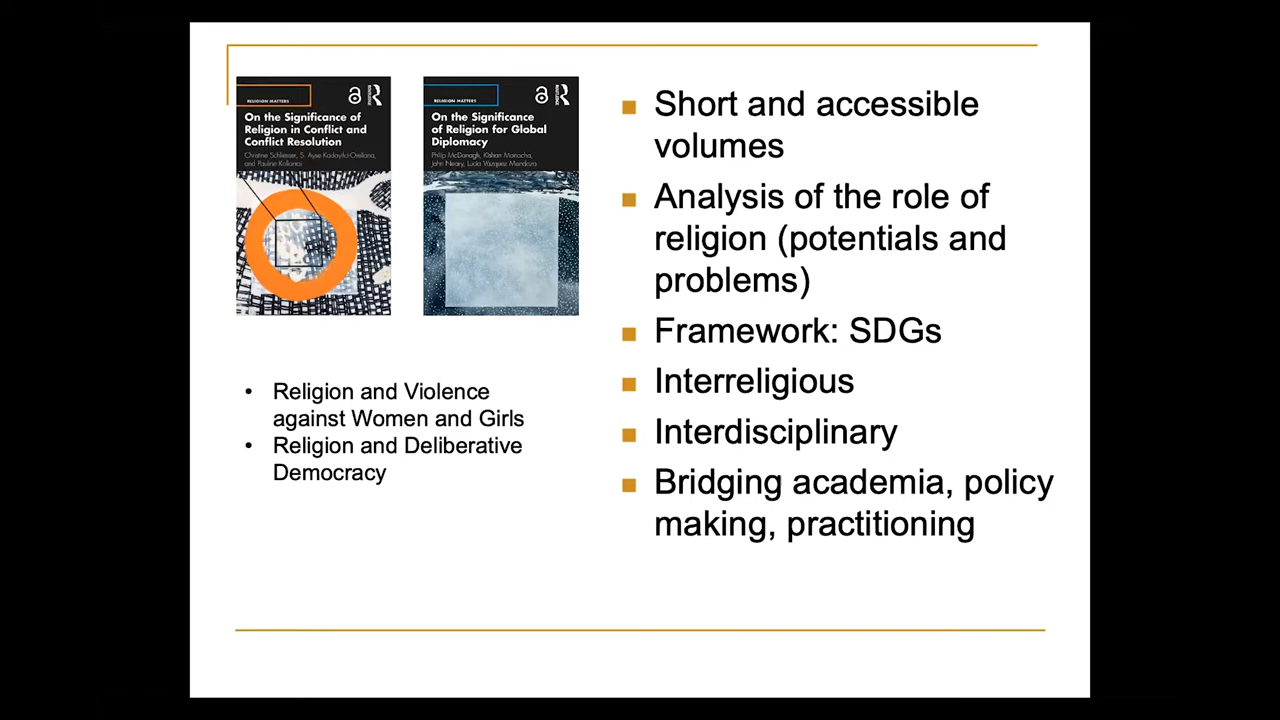 RELIGION MATTERS
On the Significance of
Religion in Conflict and
Conflict Resolution
Christine Schliesser, S. Ayse Kadayifci-Orellana,
and Pauline Kollontai
RELIGION MATTERS
On the Significance
of Religion for Global
Diplomacy
Philip McDonagh, Kishan Manocha,
John Neary, Lucia Vázquez Mendoza
• Religion and Violence
against Women and Girls
• Religion and Deliberative
Democracy
Short and accessible
volumes
Analysis of the role of
religion (potentials and
problems)
Framework: SDGs
Interreligious
Interdisciplinary
Bridging academia, policy
making, practitioning